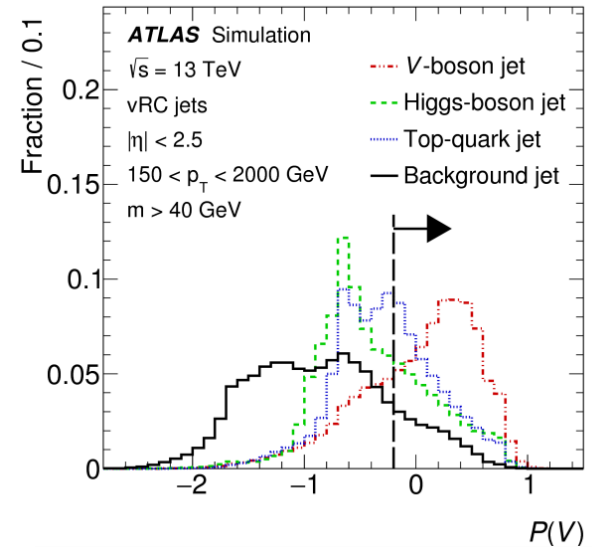 ATLAS Simulation
√s = 13 TeV
vRC jets
|η| < 2.5
150 < p_T < 2000 GeV
m > 40 GeV
V-boson jet
Higgs-boson jet
Top-quark jet
Background jet
Fraction / 0.1
0.2
0.15
0.1
0.05
0
−2
−1
0
1
P(V)